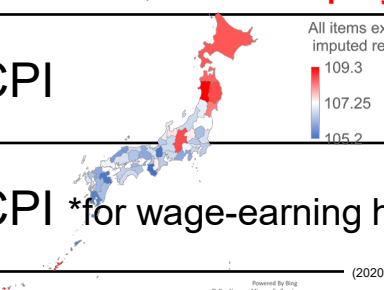 All items ex
imputed re
109.3
CPI
107.25
105.2
CPI *for wage-earning h
(2020
Powered By Bing